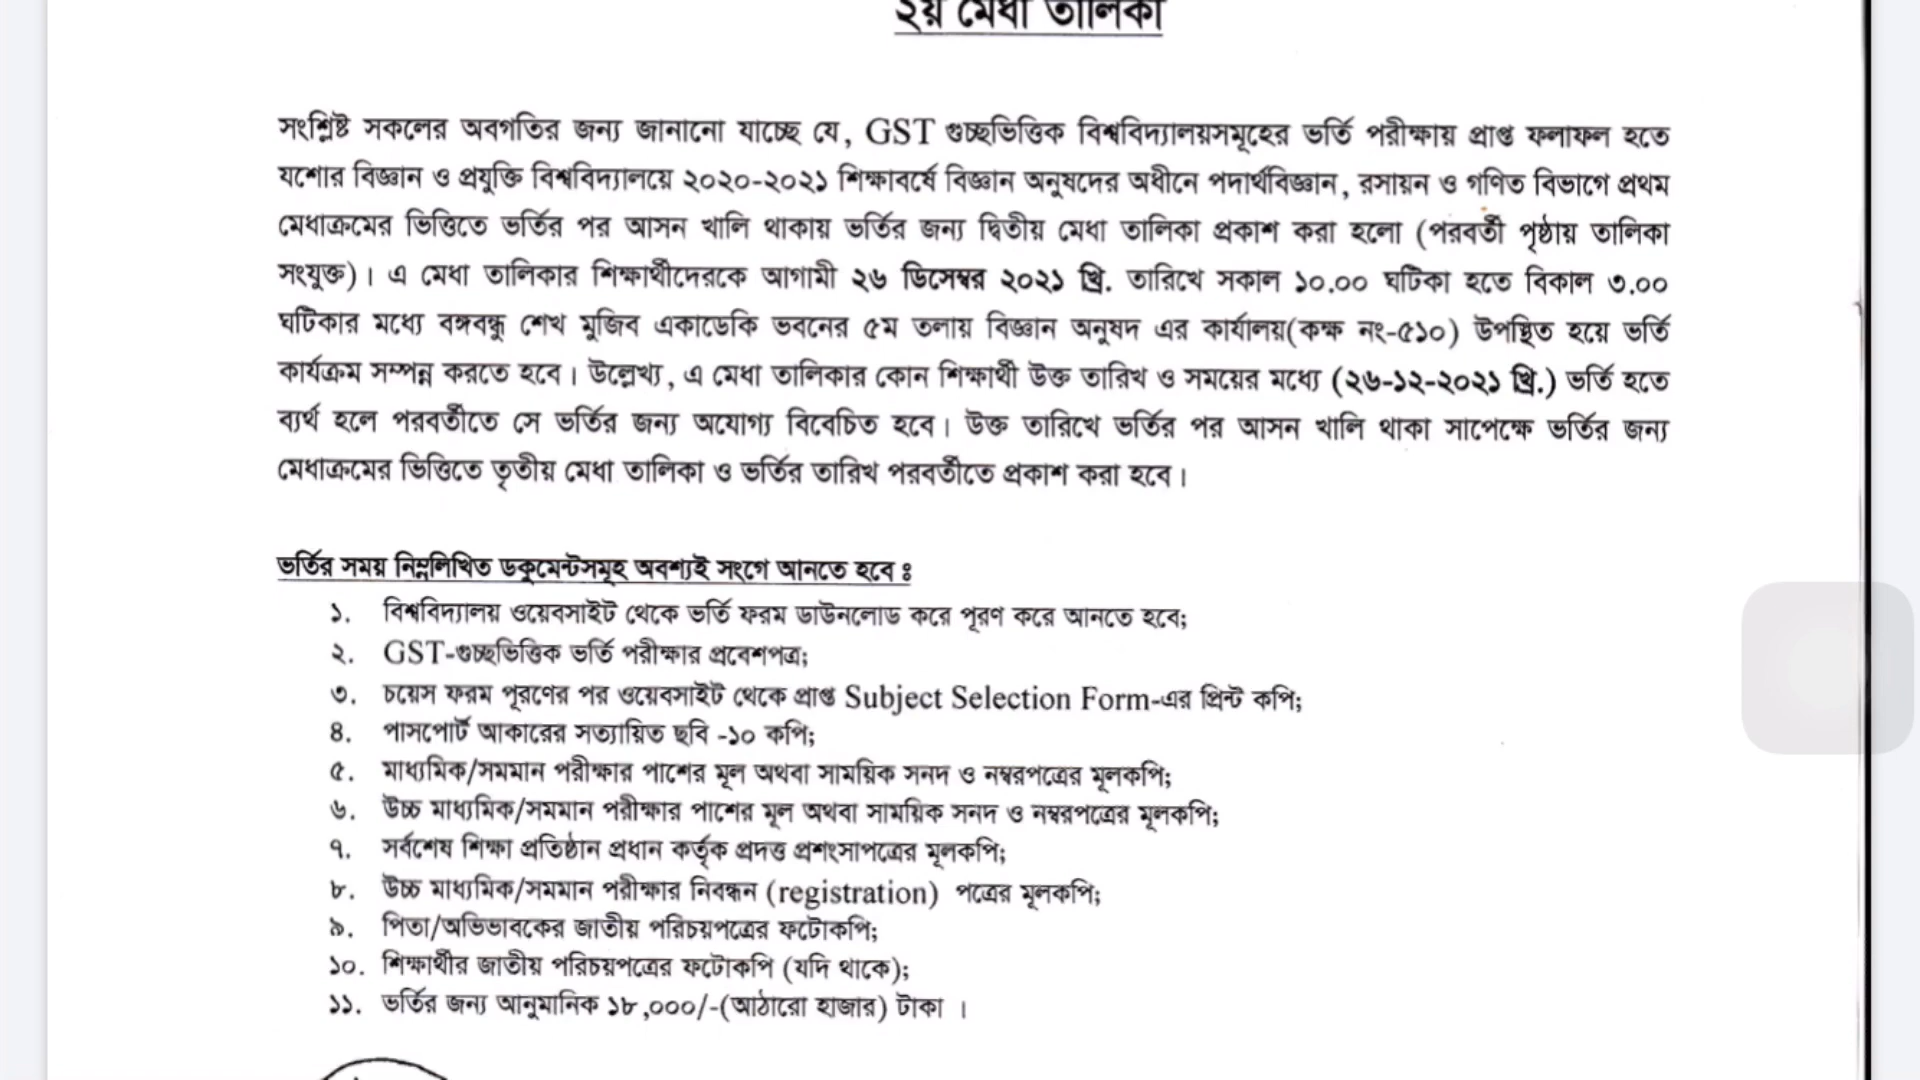 ২য় মেধা তালিকা
সংশ্লিষ্ট সকলের অবগতির জন্য জানানো যাচ্ছে যে, GST গুচ্ছভিত্তিক বিশ্ববিদ্যালয়সমূহের ভর্তি পরীক্ষায় প্রাপ্ত ফলাফল হতে
যশোর বিজ্ঞান ও প্রযুক্তি বিশ্ববিদ্যালয়ে ২০২০-২০২১ শিক্ষাবর্ষে বিজ্ঞান অনুষদের অধীনে পদার্থবিজ্ঞান, রসায়ন ও গণিত বিভাগে প্রথম
মেধাক্রমের ভিত্তিতে ভর্তির পর আসন খালি থাকায় ভর্তির জন্য দ্বিতীয় মেধা তালিকা প্রকাশ করা হলো (পরবর্তী পৃষ্ঠায় তালিকা
সংযুক্ত)। এ মেধা তালিকার শিক্ষার্থীদেরকে আগামী ২৬ ডিসেম্বর ২০২১ খ্রি. তারিখে সকাল ১০.০০ ঘটিকা হতে বিকাল ৩.০০
ঘটিকার মধ্যে বঙ্গবন্ধু শেখ মুজিব একাডেকি ভবনের ৫ম তলায় বিজ্ঞান অনুষদ এর কার্যালয়(কক্ষ নং-৫১০) উপস্থিত হয়ে ভর্তি
কার্যক্রম সম্পন্ন করতে হবে। উল্লেখ্য, এ মেধা তালিকার কোন শিক্ষার্থী উক্ত তারিখ ও সময়ের মধ্যে (২৬-১২-২০২১ খ্রি.) ভর্তি হতে
ব্যর্থ হলে পরবর্তীতে সে ভর্তির জন্য অযোগ্য বিবেচিত হবে। উক্ত তারিখে ভর্তির পর আসন খালি থাকা সাপেক্ষে ভর্তির জন্য
মেধাক্রমের ভিত্তিতে তৃতীয় মেধা তালিকা ও ভর্তির তারিখ পরবর্তীতে প্রকাশ করা হবে।
ভর্তির সময় নিম্নলিখিত ডকুমেন্টসমূহ অবশ্যই সংগে আনতে হবে ঃ
১. বিশ্ববিদ্যালয় ওয়েবসাইট থেকে ভর্তি ফরম ডাউনলোড করে পূরণ করে আনতে হবে;
২. GST-গুচ্ছভিত্তিক ভর্তি পরীক্ষার প্রবেশপত্র;
৩. চয়েস ফরম পূরণের পর ওয়েবসাইট থেকে প্রাপ্ত Subject Selection Form-এর প্রিন্ট কপি;
৪. পাসপোর্ট আকারের সত্যায়িত ছবি -১০ কপি;
৫. মাধ্যমিক/সমমান পরীক্ষার পাশের মূল অথবা সাময়িক সনদ ও নম্বরপত্রের মূলকপি;
৬. উচ্চ মাধ্যমিক/সমমান পরীক্ষার পাশের মূল অথবা সাময়িক সনদ ও নম্বরপত্রের মূলকপি;
৭. সর্বশেষ শিক্ষা প্রতিষ্ঠান প্রধান কর্তৃক প্রদত্ত প্রশংসাপত্রের মূলকপি;
৮. উচ্চ মাধ্যমিক/সমমান পরীক্ষার নিবন্ধন (registration) পত্রের মূলকপি;
৯. পিতা/অভিভাবকের জাতীয় পরিচয়পত্রের ফটোকপি;
১০. শিক্ষার্থীর জাতীয় পরিচয়পত্রের ফটোকপি (যদি থাকে);
১১. ভর্তির জন্য আনুমানিক ১৮,০০০/-(আঠারো হাজার) টাকা ।